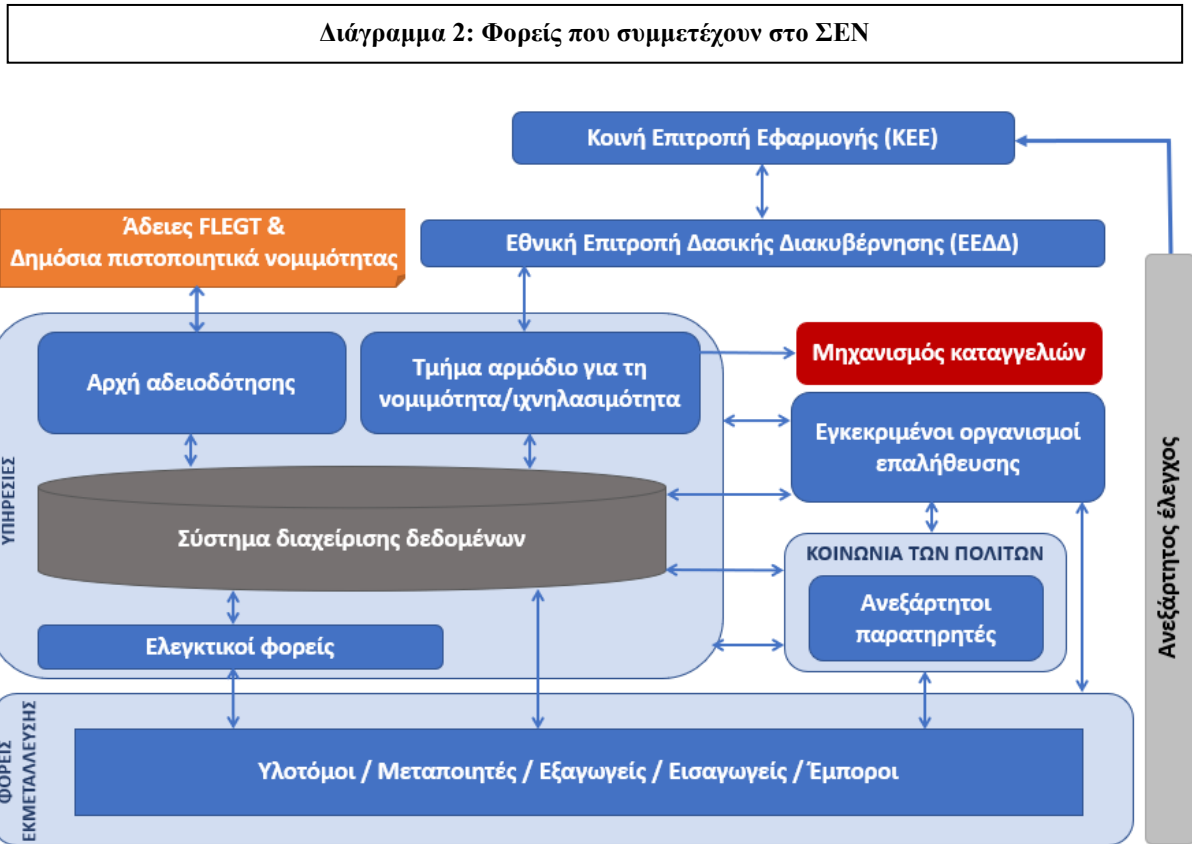 Διάγραμμα 2: Φορείς που συμμετέχουν στο ΣΕΝ
Κοινή Επιτροπή Εφαρμογής (ΚΕΕ)
Άδειες FLEGT &
Δημόσια πιστοποιητικά νομιμότητας
Εθνική Επιτροπή Δασικής Διακυβέρνησης (ΕΕΔΔ)
ΥΠΗΡΕΣΙΕΣ
Αρχή αδειοδότησης
Τμήμα αρμόδιο για τη
νομιμότητα/ιχνηλασιμότητα
Μηχανισμός καταγγελιών
Εγκεκριμένοι οργανισμοί
επαλήθευσης
Σύστημα διαχείρισης δεδομένων
ΚΟΙΝΩΝΙΑ ΤΩΝ ΠΟΛΙΤΩΝ
Ανεξάρτητοι
παρατηρητές
Ελεγκτικοί φορείς
Ανεξάρτητος έλεγχος
ΦΟΡΕΙΣ
ΕΚΜΕΤΑΛΛΕΥΣΗΣ
Υλοτόμοι / Μεταποιητές / Εξαγωγείς / Εισαγωγείς / Έμποροι